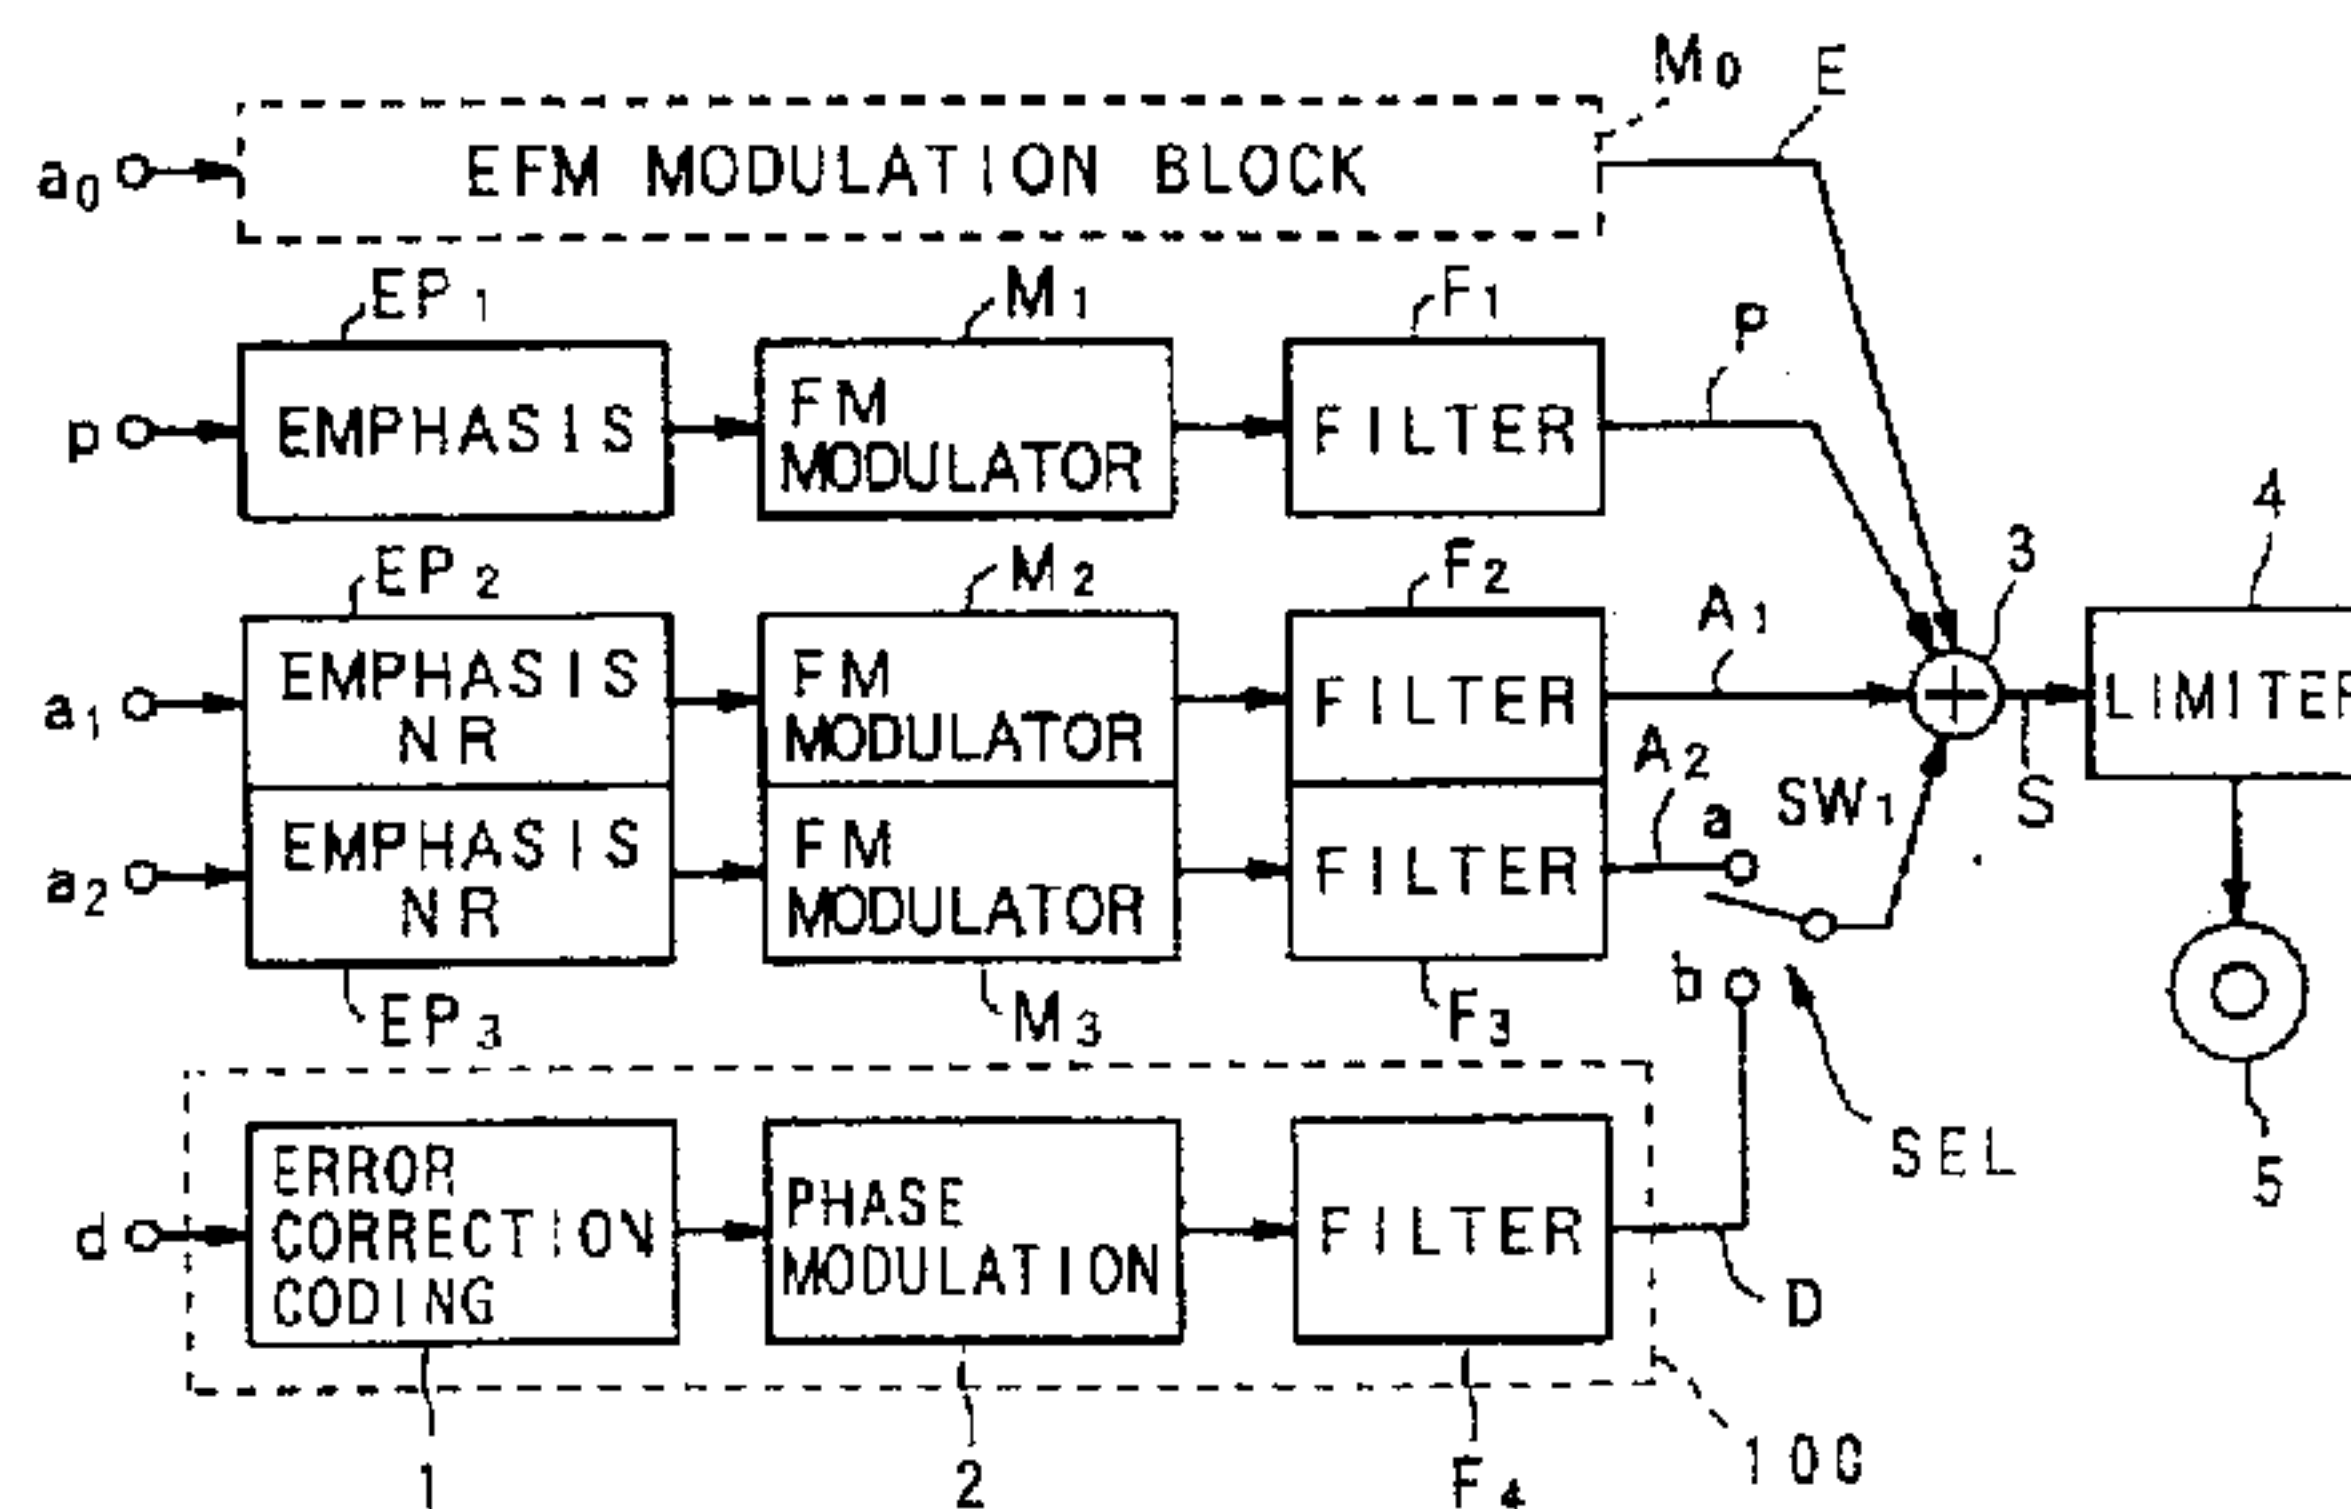 M0 E
a0 EFM MODULATION BLOCK
EP1 M1 F1 P
p EMPHASIS FM MODULATOR FILTER
EP2 M2 F2 A1 3 4
a1 EMPHASIS NR FM MODULATOR FILTER LIMITER
A2 a SW1 S
a2 EMPHASIS NR FM MODULATOR FILTER
EP3 M3 F3 b
SEL 5
d ERROR CORRECTION CODING PHASE MODULATION FILTER
D
1 2 F4 100